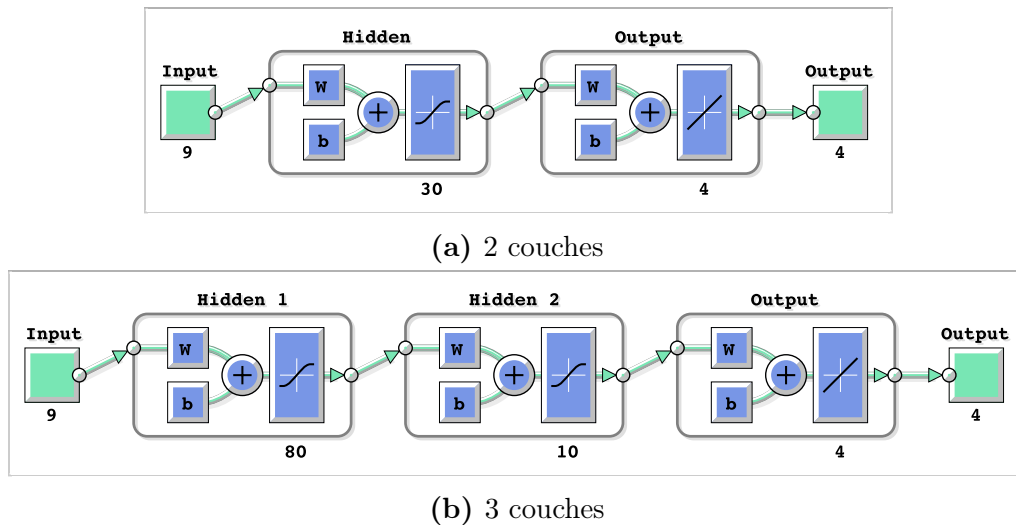 Hidden Output
Input Output
W W
b b
9 4
30 4
(a) 2 couches
Hidden 1 Hidden 2 Output
Input Output
W W W
b b b
9 4
80 10 4
(b) 3 couches